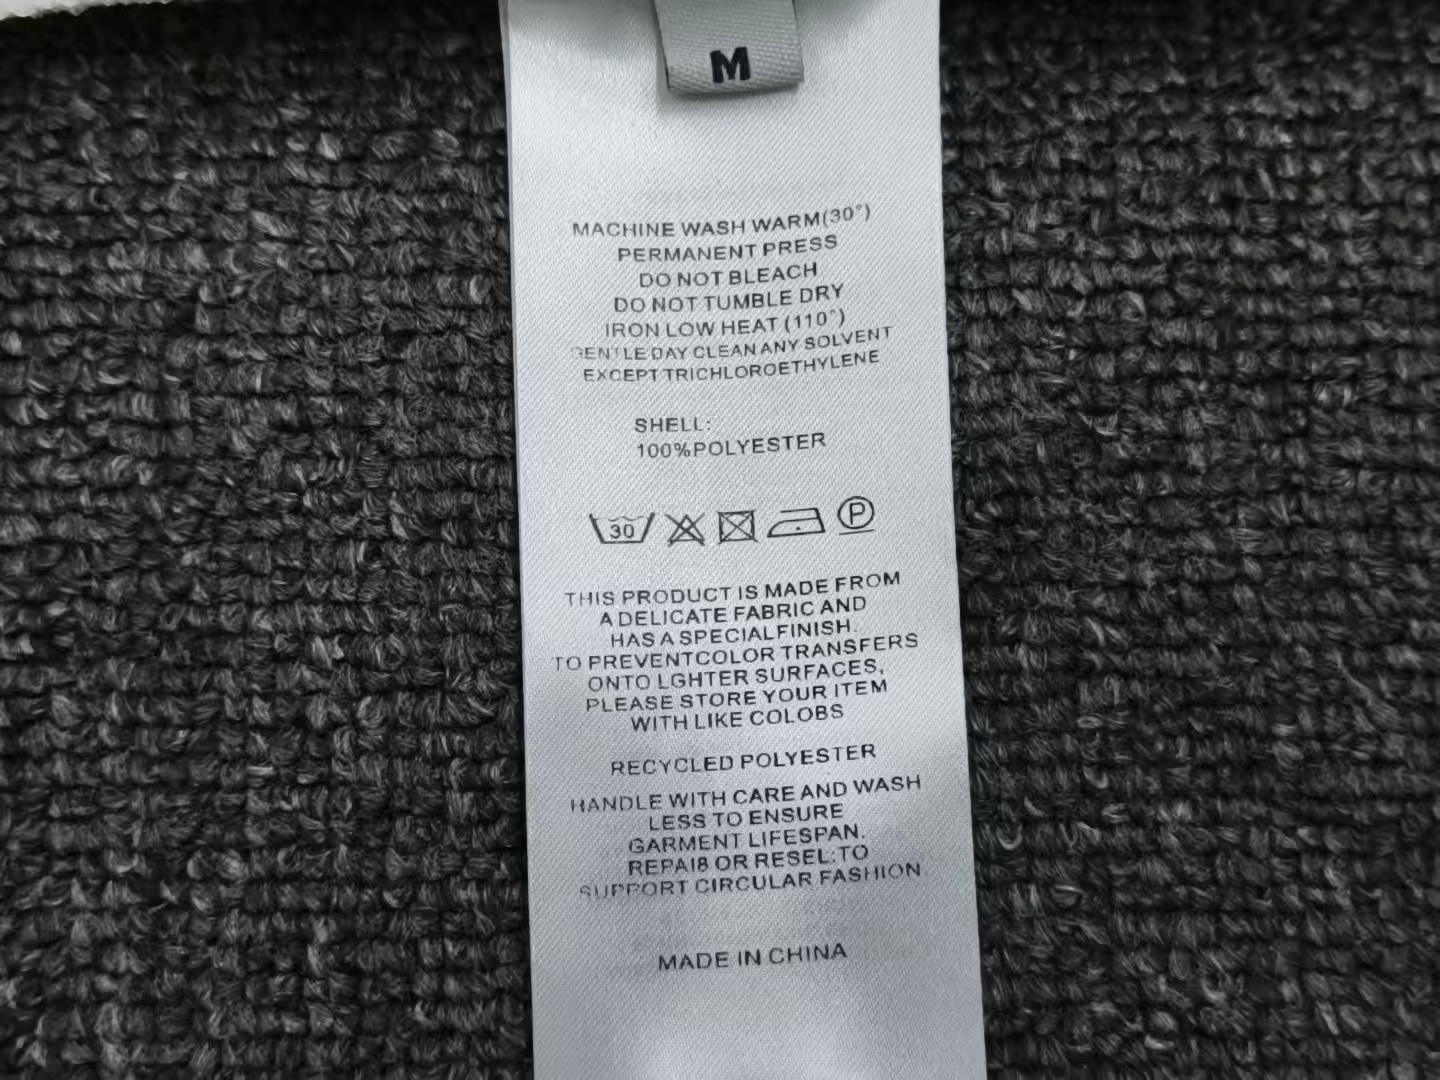 M
MACHINE WASH WARM(30°)
PERMANENT PRESS
DO NOT BLEACH
DO NOT TUMBLE DRY
IRON LOW HEAT (110°)
GENTLE DAY CLEAN ANY SOLVENT
EXCEPT TRICHLOROETHYLENE
SHELL:
100%POLYESTER
30
P
THIS PRODUCT IS MADE FROM
A DELICATE FABRIC AND
HAS A SPECIALFINISH.
TO PREVENTCOLOR TRANSFERS
ONTO LGHTER SURFACES,
PLEASE STORE YOUR ITEM
WITH LIKE COLOBS
RECYCLED POLYESTER
HANDLE WITH CARE AND WASH
LESS TO ENSURE
GARMENT LIFESPAN.
REPAI8 OR RESEL:TO
SUPPORT CIRCULAR FASHION
MADE IN CHINA